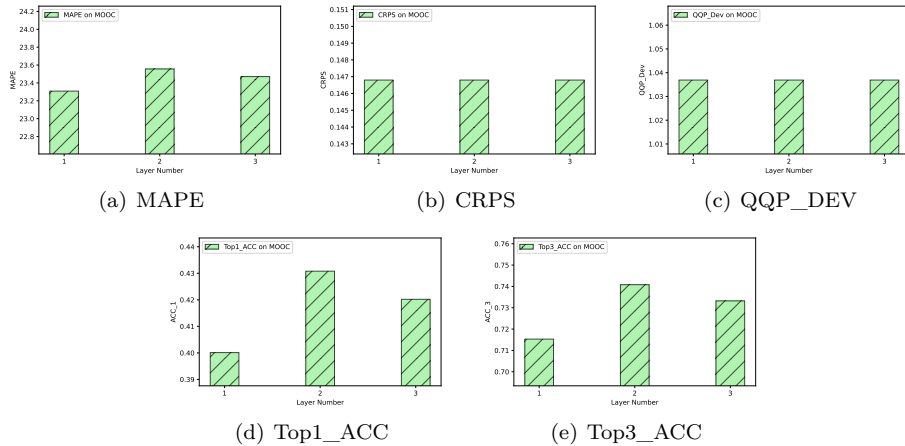 MAPE on MOOC
MAPE
24.2
24.0
23.8
23.6
23.4
23.2
23.0
22.8
1 2 3
Layer Number
(a) MAPE
CRPS on MOOC
CRPS
0.151
0.150
0.149
0.148
0.147
0.146
0.145
0.144
0.143
1 2 3
Layer Number
(b) CRPS
QQP_Dev on MOOC
QQP_Dev
1.06
1.05
1.04
1.03
1.02
1.01
1 2 3
Layer Number
(c) QQP_DEV
Top1_ACC on MOOC
ACC_1
0.44
0.43
0.42
0.41
0.40
0.39
1 2 3
Layer Number
(d) Top1_ACC
Top3_ACC on MOOC
ACC_3
0.76
0.75
0.74
0.73
0.72
0.71
0.70
1 2 3
Layer Number
(e) Top3_ACC